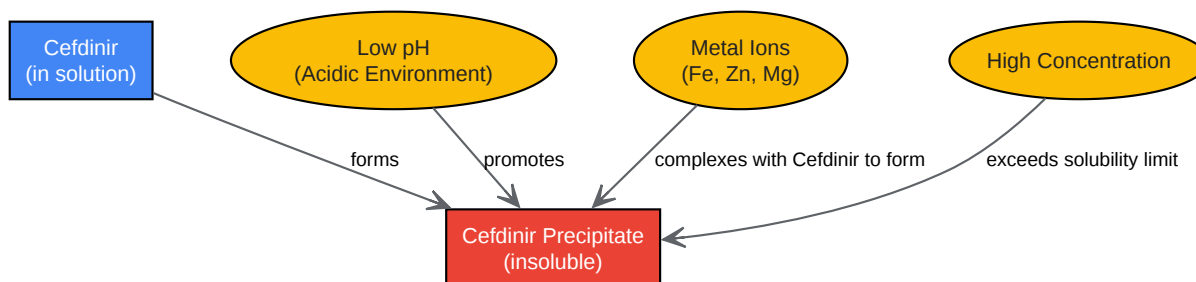 Cefdinir
(in solution)
Low pH
(Acidic Environment)
Metal Ions
(Fe, Zn, Mg)
High Concentration
forms
promotes
complexes with Cefdinir to form
exceeds solubility limit
Cefdinir Precipitate
(insoluble)